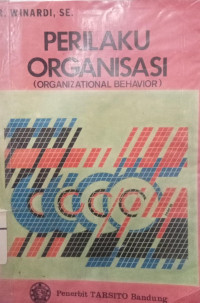 WINARDI, SE.
PERILAKU
ORGANISASI
(ORGANIZATIONAL BEHAVIOR)
Penerbit TARSITO Bandung